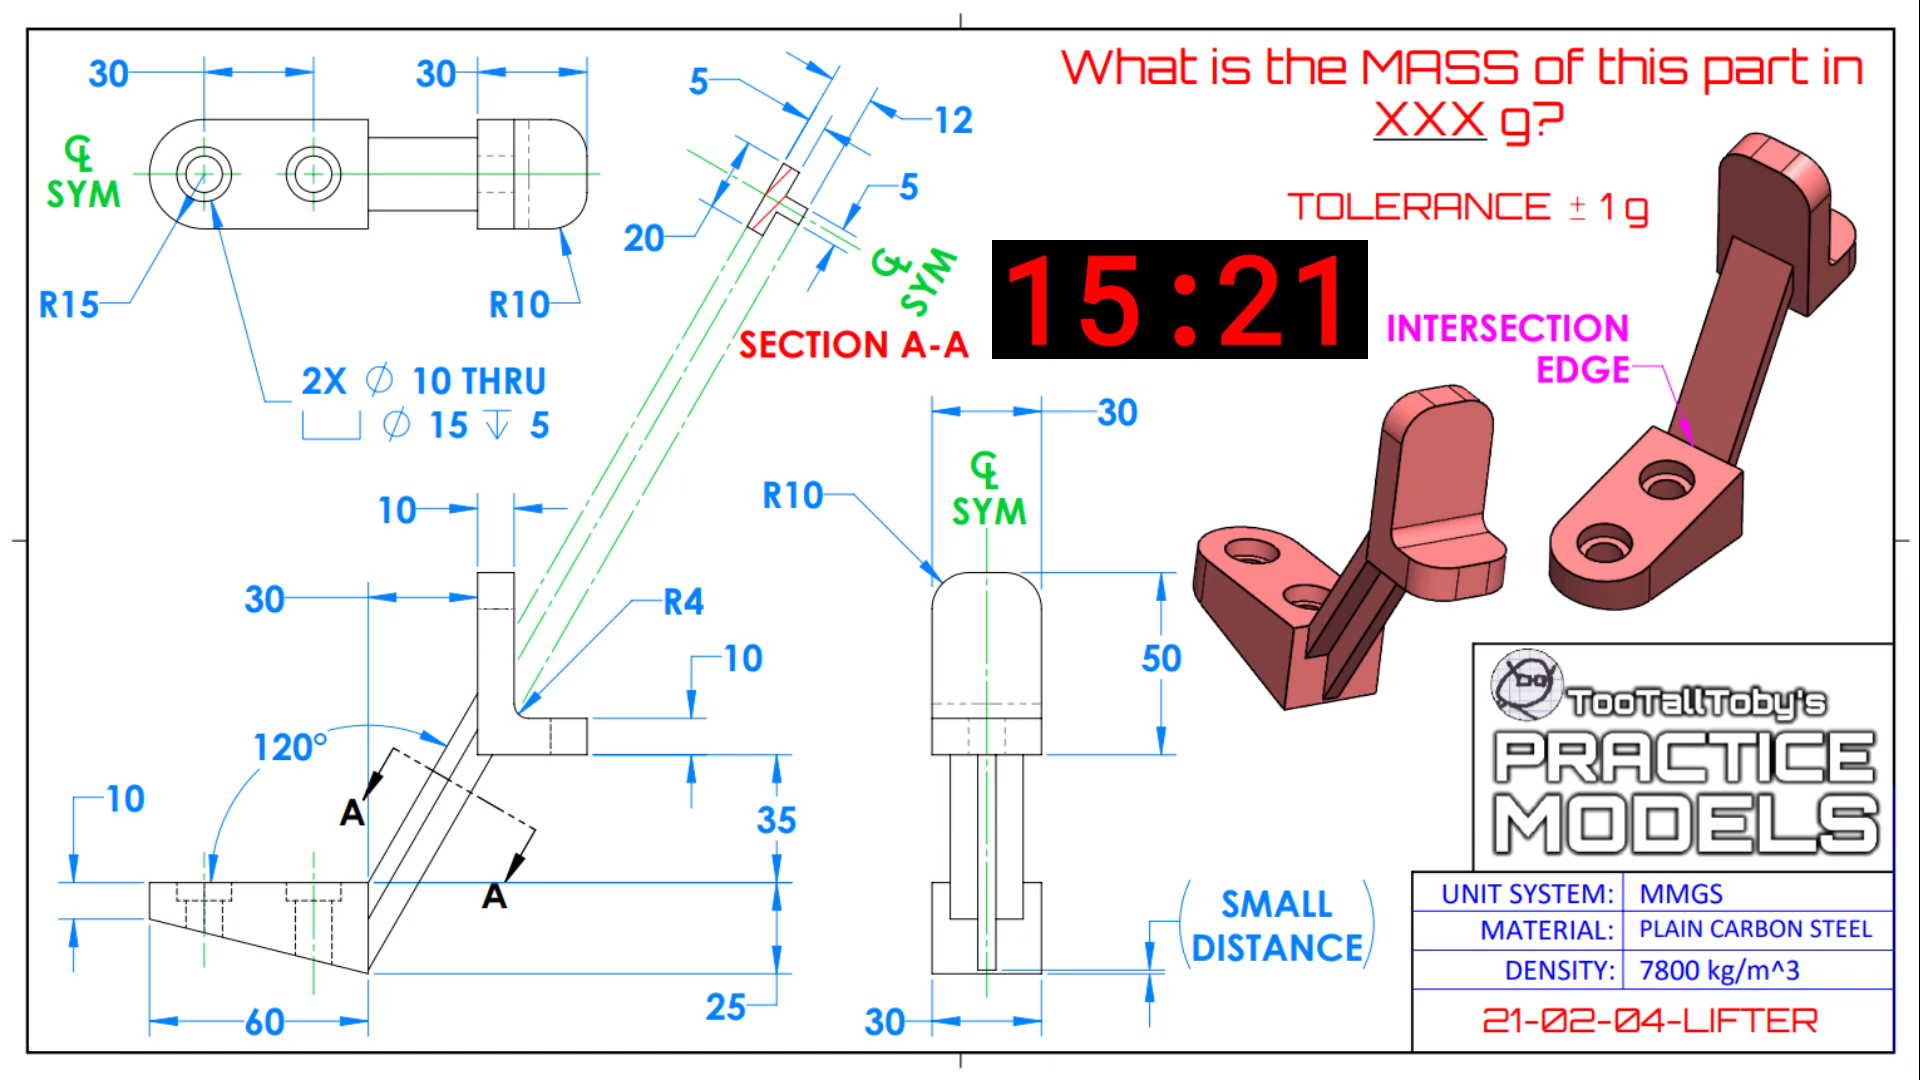 What is the MASS of this part in
XXX g?
TOLERANCE ± 1 g
15:21
30
30
℄
SYM
R15
R10
2X ∅ 10 THRU
⌴ ∅ 15 ↧ 5
5
12
5
20
℄
SYM
SECTION A-A
INTERSECTION
EDGE
10
30
R4
10
120°
A
A
10
35
25
60
30
℄
SYM
R10
50
SMALL
DISTANCE
30
TooTallToby's
PRACTICE
MODELS
UNIT SYSTEM: MMGS
MATERIAL: PLAIN CARBON STEEL
DENSITY: 7800 kg/m^3
21-02-04-LIFTER